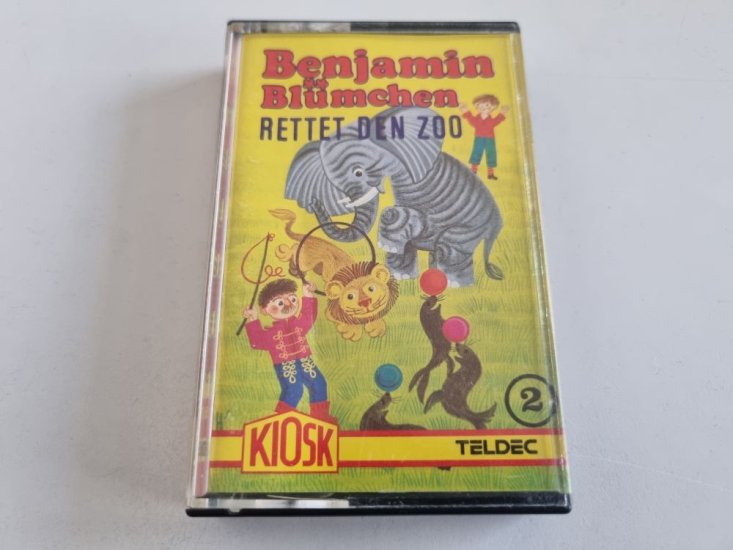 Benjamin
Blümchen
RETTET DEN ZOO
2
KIOSK
TELDEC